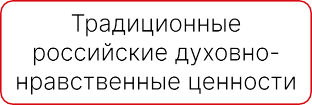 Традиционные
российские духовно-
нравственные ценности